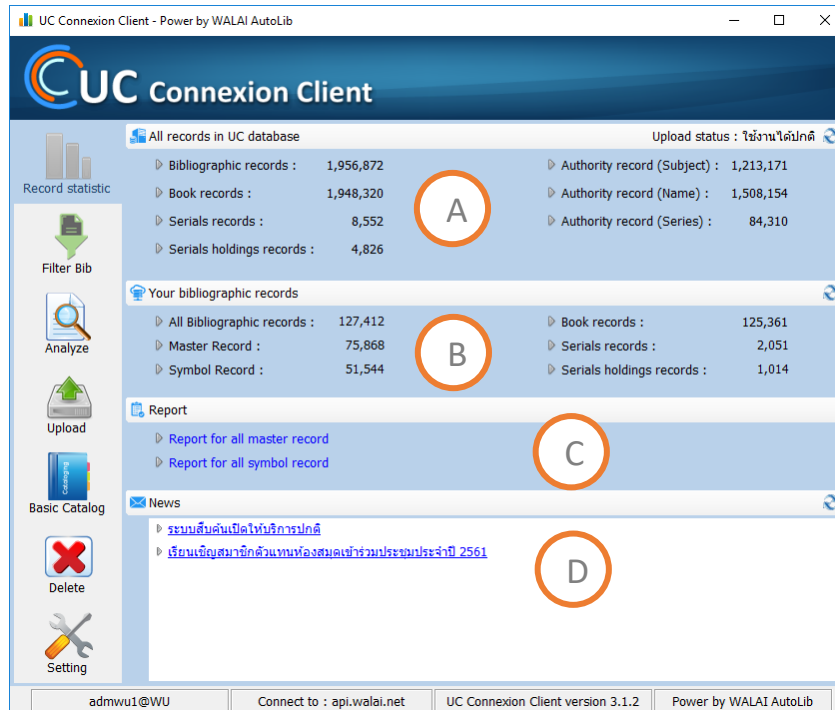 UC Connexion Client - Power by WALAI AutoLib
UC Connexion Client
All records in UC database Upload status : ใช้งานได้ปกติ
Bibliographic records : 1,956,872 Authority record (Subject) : 1,213,171
Book records : 1,948,320 Authority record (Name) : 1,508,154
Serials records : 8,552 Authority record (Series) : 84,310
Serials holdings records : 4,826
A
Your bibliographic records
All Bibliographic records : 127,412 Book records : 125,361
Master Record : 75,868 Serials records : 2,051
Symbol Record : 51,544 Serials holdings records : 1,014
B
Report
Report for all master record
Report for all symbol record
C
News
ระบบสืบค้นเปิดให้บริการปกติ
เรียนเชิญสมาชิกตัวแทนห้องสมุดเข้าร่วมประชุมประจำปี 2561
D
Record statistic
Filter Bib
Analyze
Upload
Cataloging
Basic Catalog
Delete
Setting
admwu1@WU Connect to : api.walai.net UC Connexion Client version 3.1.2 Power by WALAI AutoLib